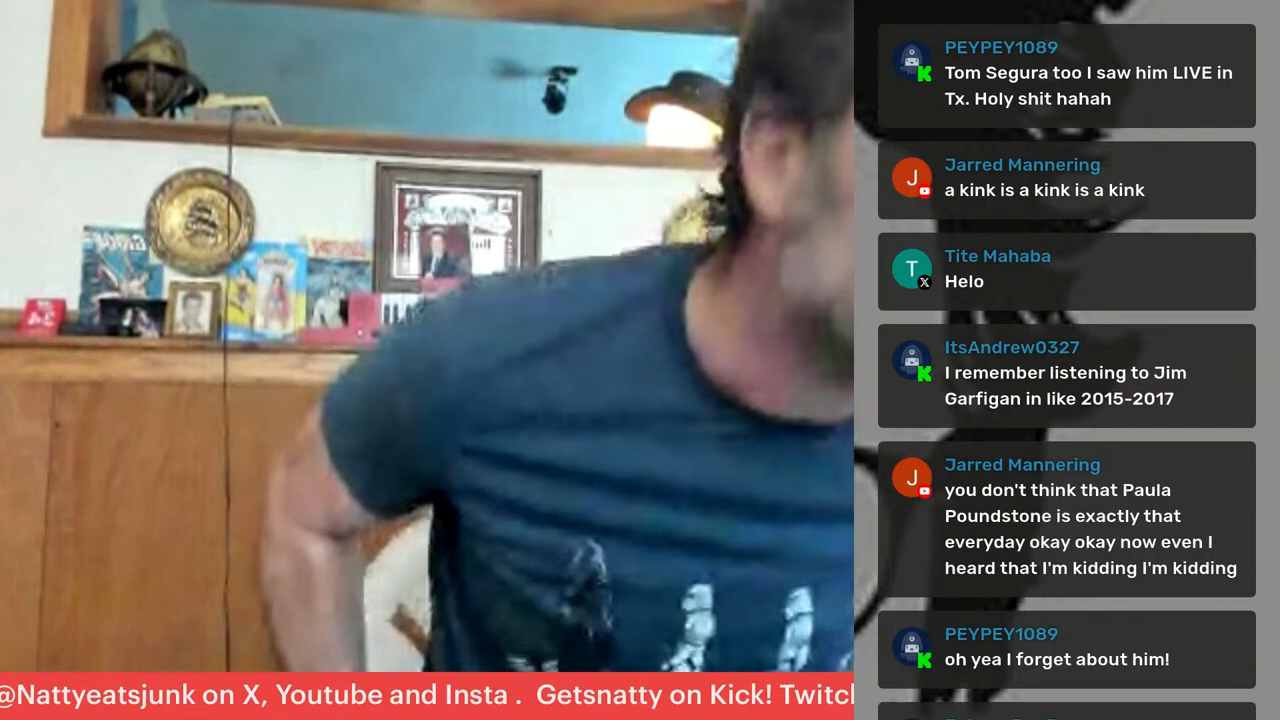 PEYPEY1089
Tom Segura too I saw him LIVE in
Tx. Holy shit hahah
J
Jarred Mannering
a kink is a kink is a kink
T
Tite Mahaba
Helo
ItsAndrew0327
I remember listening to Jim
Garfigan in like 2015-2017
J
Jarred Mannering
you don't think that Paula
Poundstone is exactly that
everyday okay okay now even I
heard that I'm kidding I'm kidding
PEYPEY1089
oh yea I forget about him!
@Nattyeatsjunk on X, Youtube and Insta . Getsnatty on Kick! Twitch